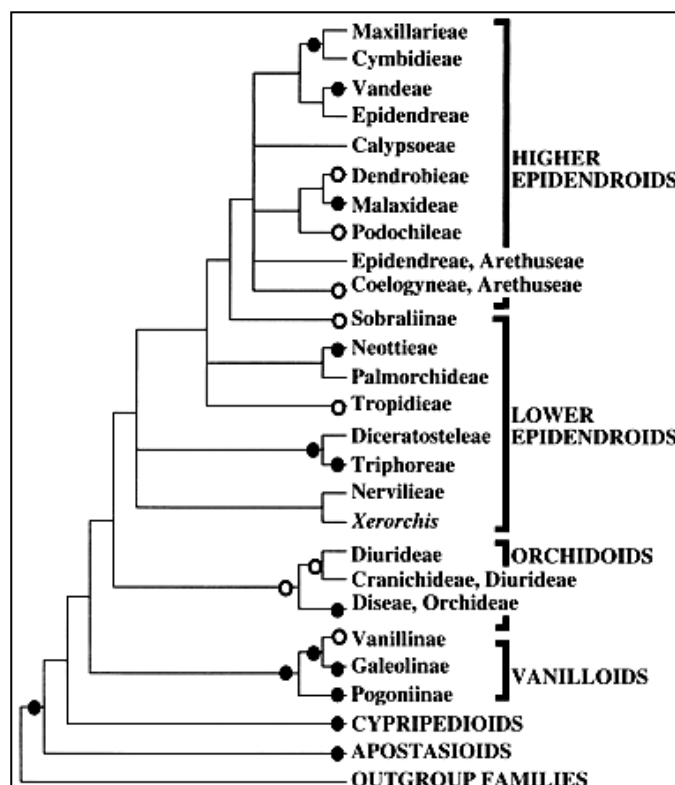 Maxillarieae
Cymbidieae
Vandeae
Epidendreae
Calypsoeae
Dendrobieae
Malaxideae
Podochileae
Epidendreae, Arethuseae
Coelogyneae, Arethuseae
HIGHER
EPIDENDROIDS
Sobraliinae
Neottieae
Palmorchideae
Tropidieae
Diceratosteleae
Triphoreae
Nervilieae
Xerorchis
LOWER
EPIDENDROIDS
Diurideae
Cranichideae, Diurideae
Diseae, Orchideae
ORCHIDOIDS
Vanillinae
Galeolinae
Pogoniinae
VANILLOIDS
CYPRIPEDIOIDS
APOSTASIOIDS
OUTGROUP FAMILIES